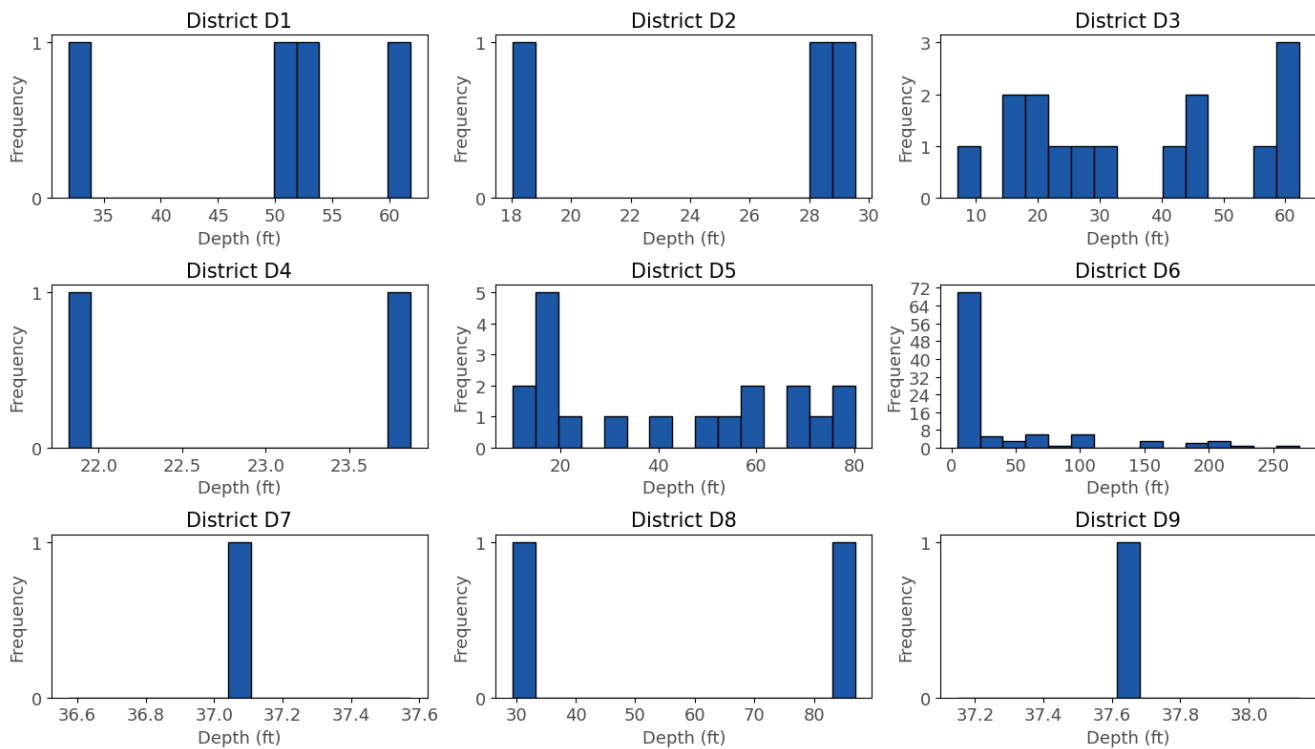 District D1
1
0
Frequency
35 40 45 50 55 60
Depth (ft)
District D2
1
0
Frequency
18 20 22 24 26 28 30
Depth (ft)
District D3
3
2
1
0
Frequency
10 20 30 40 50 60
Depth (ft)
District D4
1
0
Frequency
22.0 22.5 23.0 23.5
Depth (ft)
District D5
5
4
3
2
1
0
Frequency
20 40 60 80
Depth (ft)
District D6
72
64
56
48
40
32
24
16
8
0
Frequency
0 50 100 150 200 250
Depth (ft)
District D7
1
0
Frequency
36.6 36.8 37.0 37.2 37.4 37.6
Depth (ft)
District D8
1
0
Frequency
30 40 50 60 70 80
Depth (ft)
District D9
1
0
Frequency
37.2 37.4 37.6 37.8 38.0
Depth (ft)